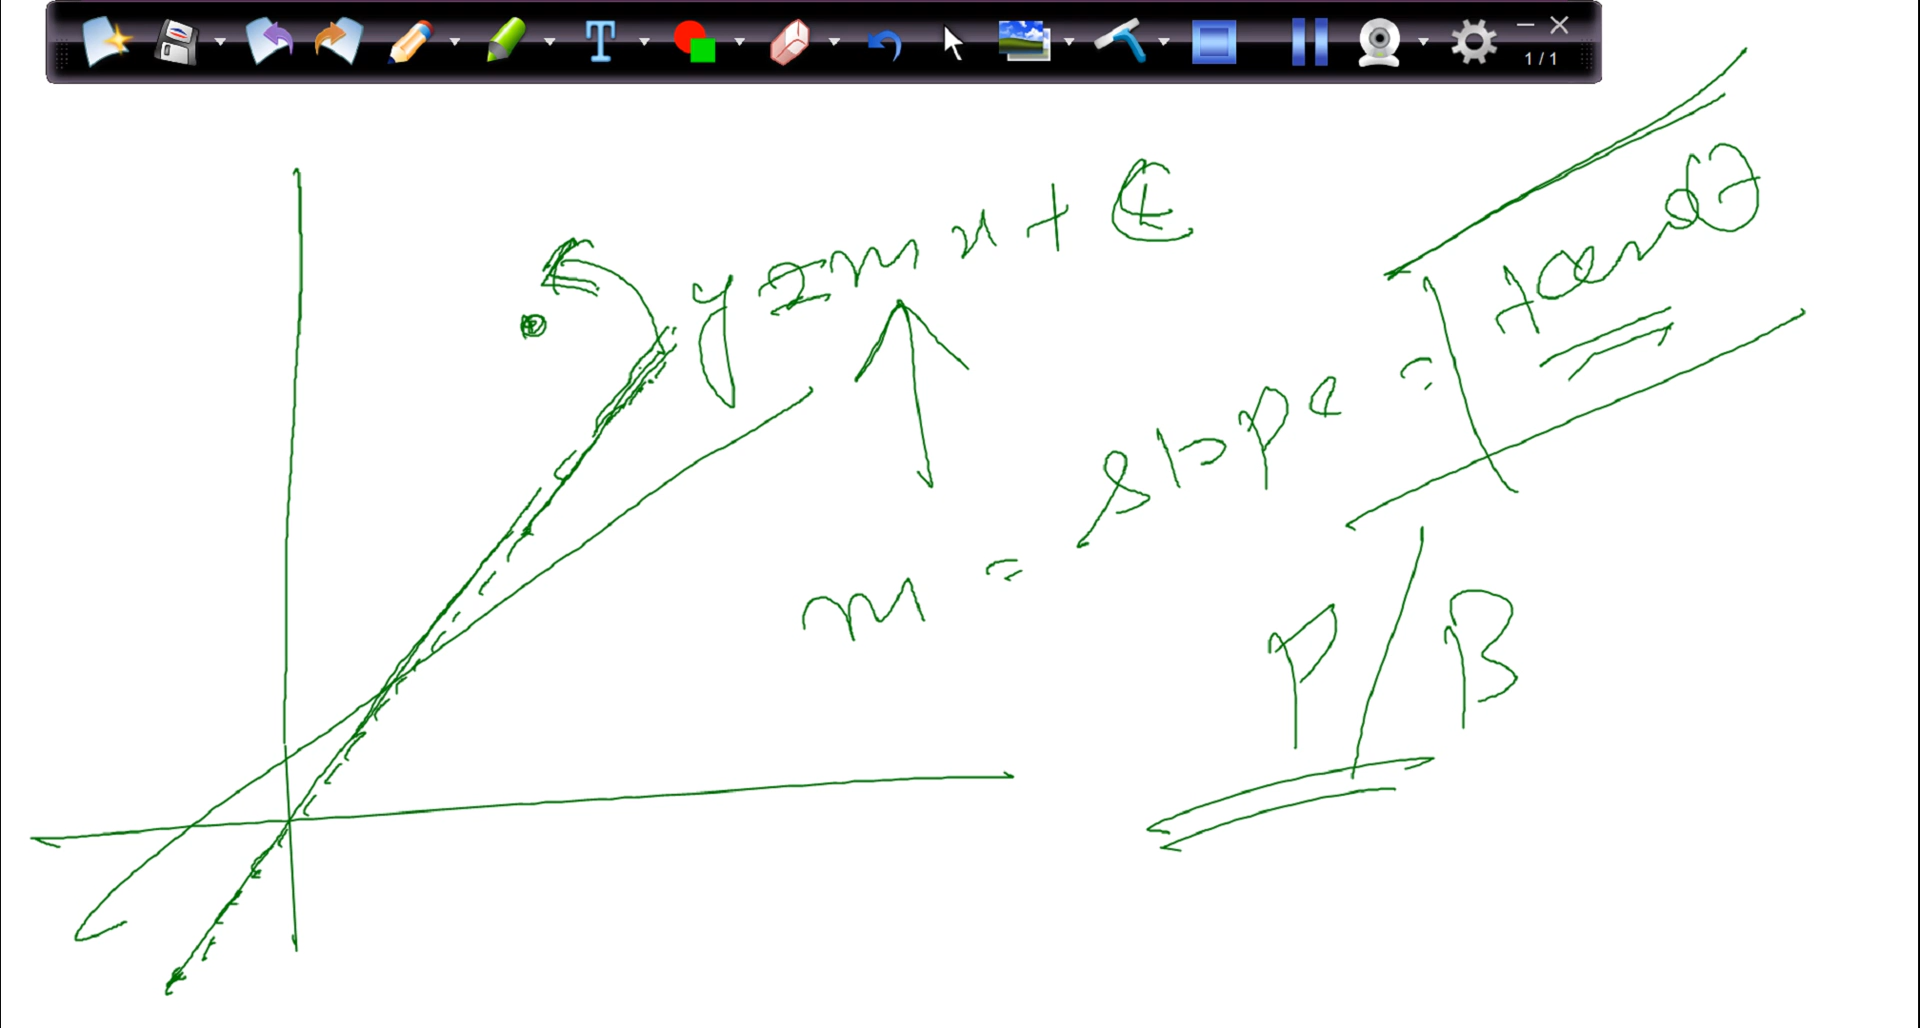 1 / 1
y = mx + C
m = slope = tanθ
P / B